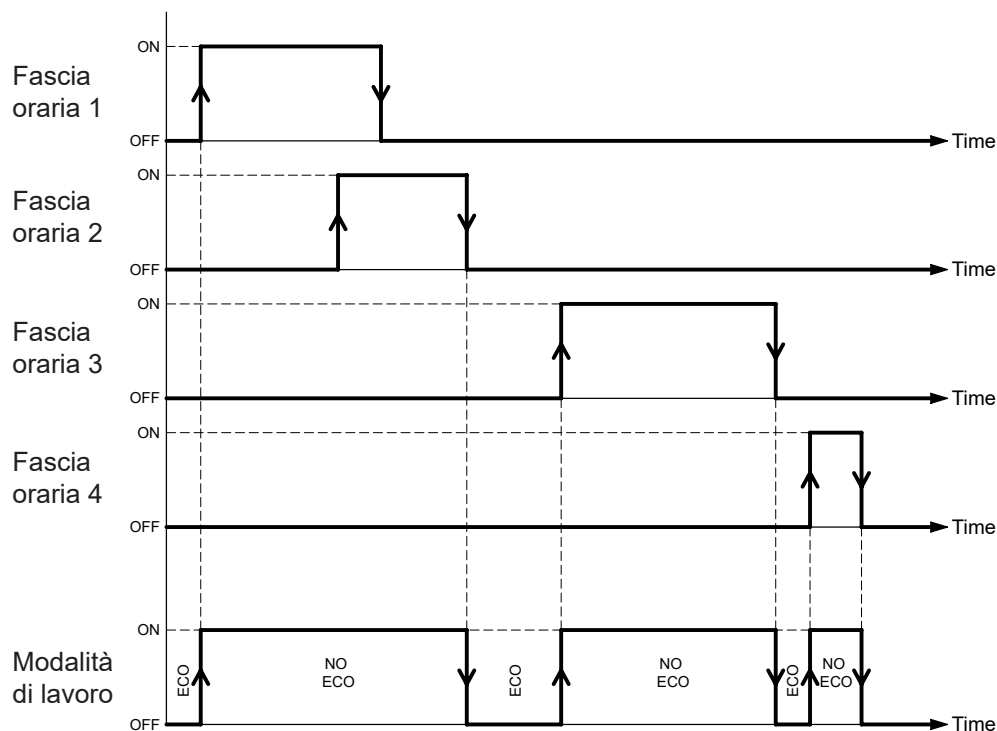 ON
Fascia
oraria 1
OFF
Time
ON
Fascia
oraria 2
OFF
Time
ON
Fascia
oraria 3
OFF
Time
ON
Fascia
oraria 4
OFF
Time
ON
Modalità
di lavoro
ECO
NO
ECO
ECO
NO
ECO
ECO
NO
ECO
OFF
Time